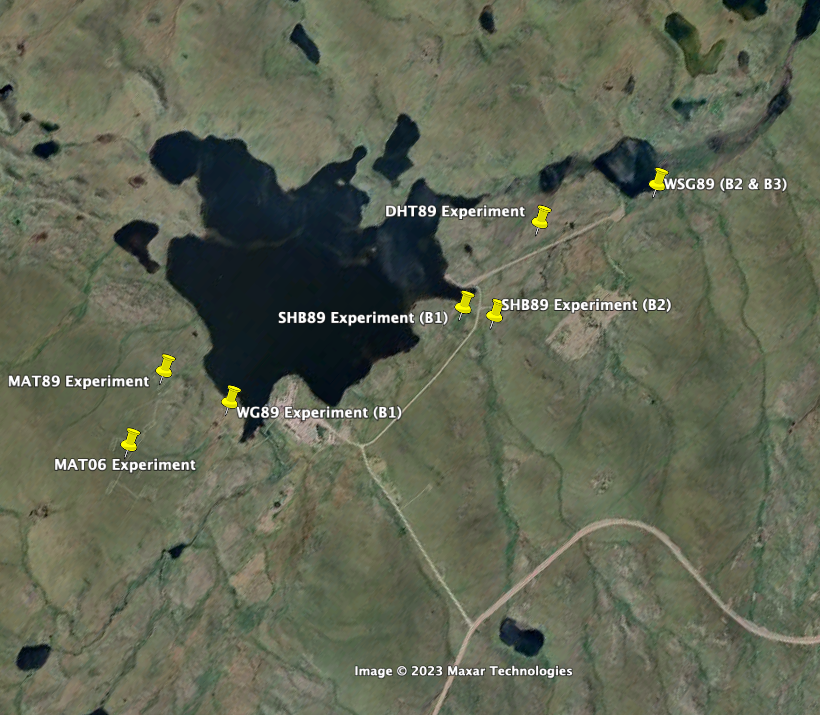 WSG89 (B2 & B3)
DHT89 Experiment
SHB89 Experiment (B2)
SHB89 Experiment (B1)
MAT89 Experiment
WG89 Experiment (B1)
MAT06 Experiment
Image © 2023 Maxar Technologies